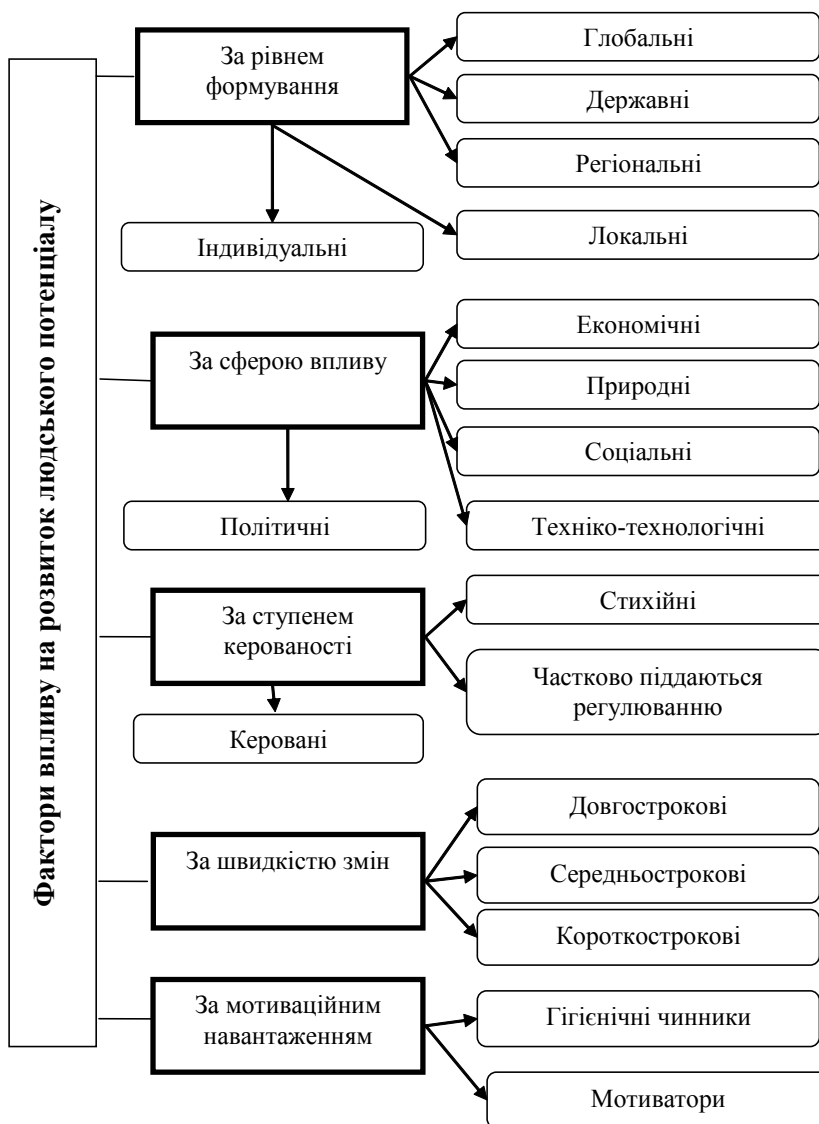 Фактори впливу на розвиток людського потенціалу
За рівнем
формування
Глобальні
Державні
Регіональні
Локальні
Індивідуальні
За сферою впливу
Економічні
Природні
Соціальні
Техніко-технологічні
Політичні
За ступенем
керованості
Стихійні
Частково піддаються
регулюванню
Керовані
За швидкістю змін
Довгострокові
Середньострокові
Короткострокові
За мотиваційним
навантаженням
Гігієнічні чинники
Мотиватори